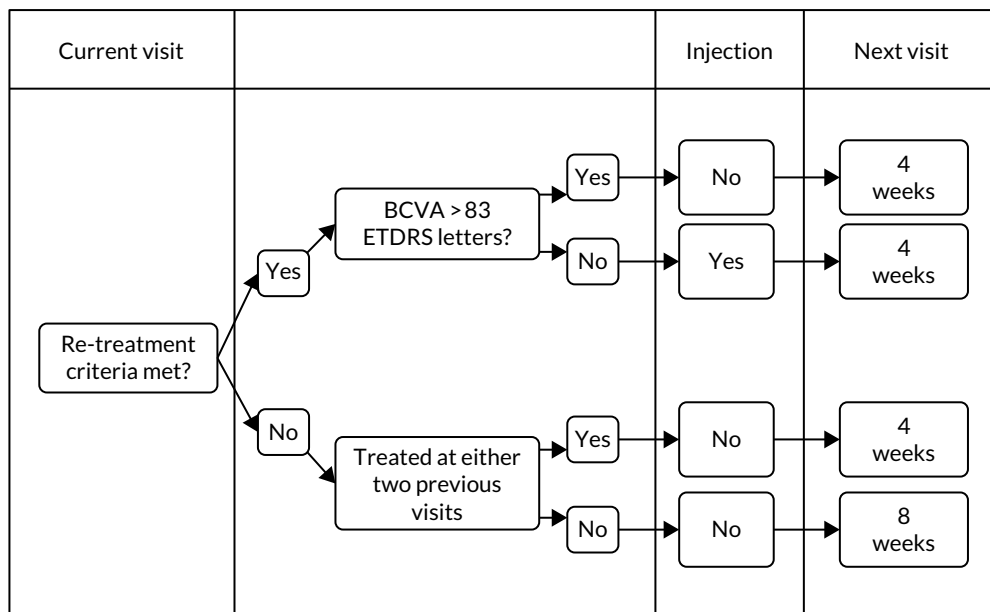 Current visit
Injection
Next visit
Yes
No
4
weeks
BCVA >83
ETDRS letters?
Yes
No
Yes
4
weeks
Re-treatment
criteria met?
No
Yes
No
4
weeks
Treated at either
two previous
visits
No
No
8
weeks